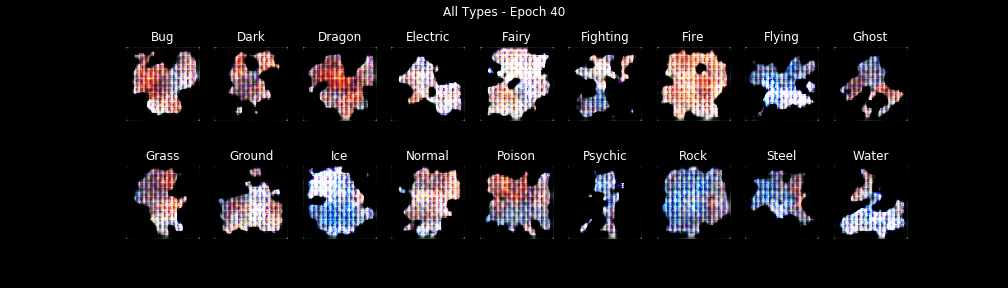 All Types - Epoch 40
Bug Dark Dragon Electric Fairy Fighting Fire Flying Ghost
Grass Ground Ice Normal Poison Psychic Rock Steel Water